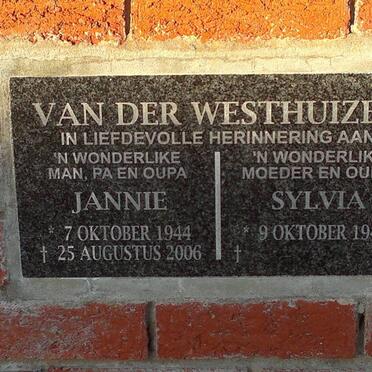 VAN DER WESTHUIZE
IN LIEFDEVOLLE HERINNERING AAN
'N WONDERLIKE
MAN, PA EN OUPA
JANNIE
* 7 OKTOBER 1944
† 25 AUGUSTUS 2006
'N WONDERLIK
MOEDER EN OU
SYLVIA
* 9 OKTOBER 194
†